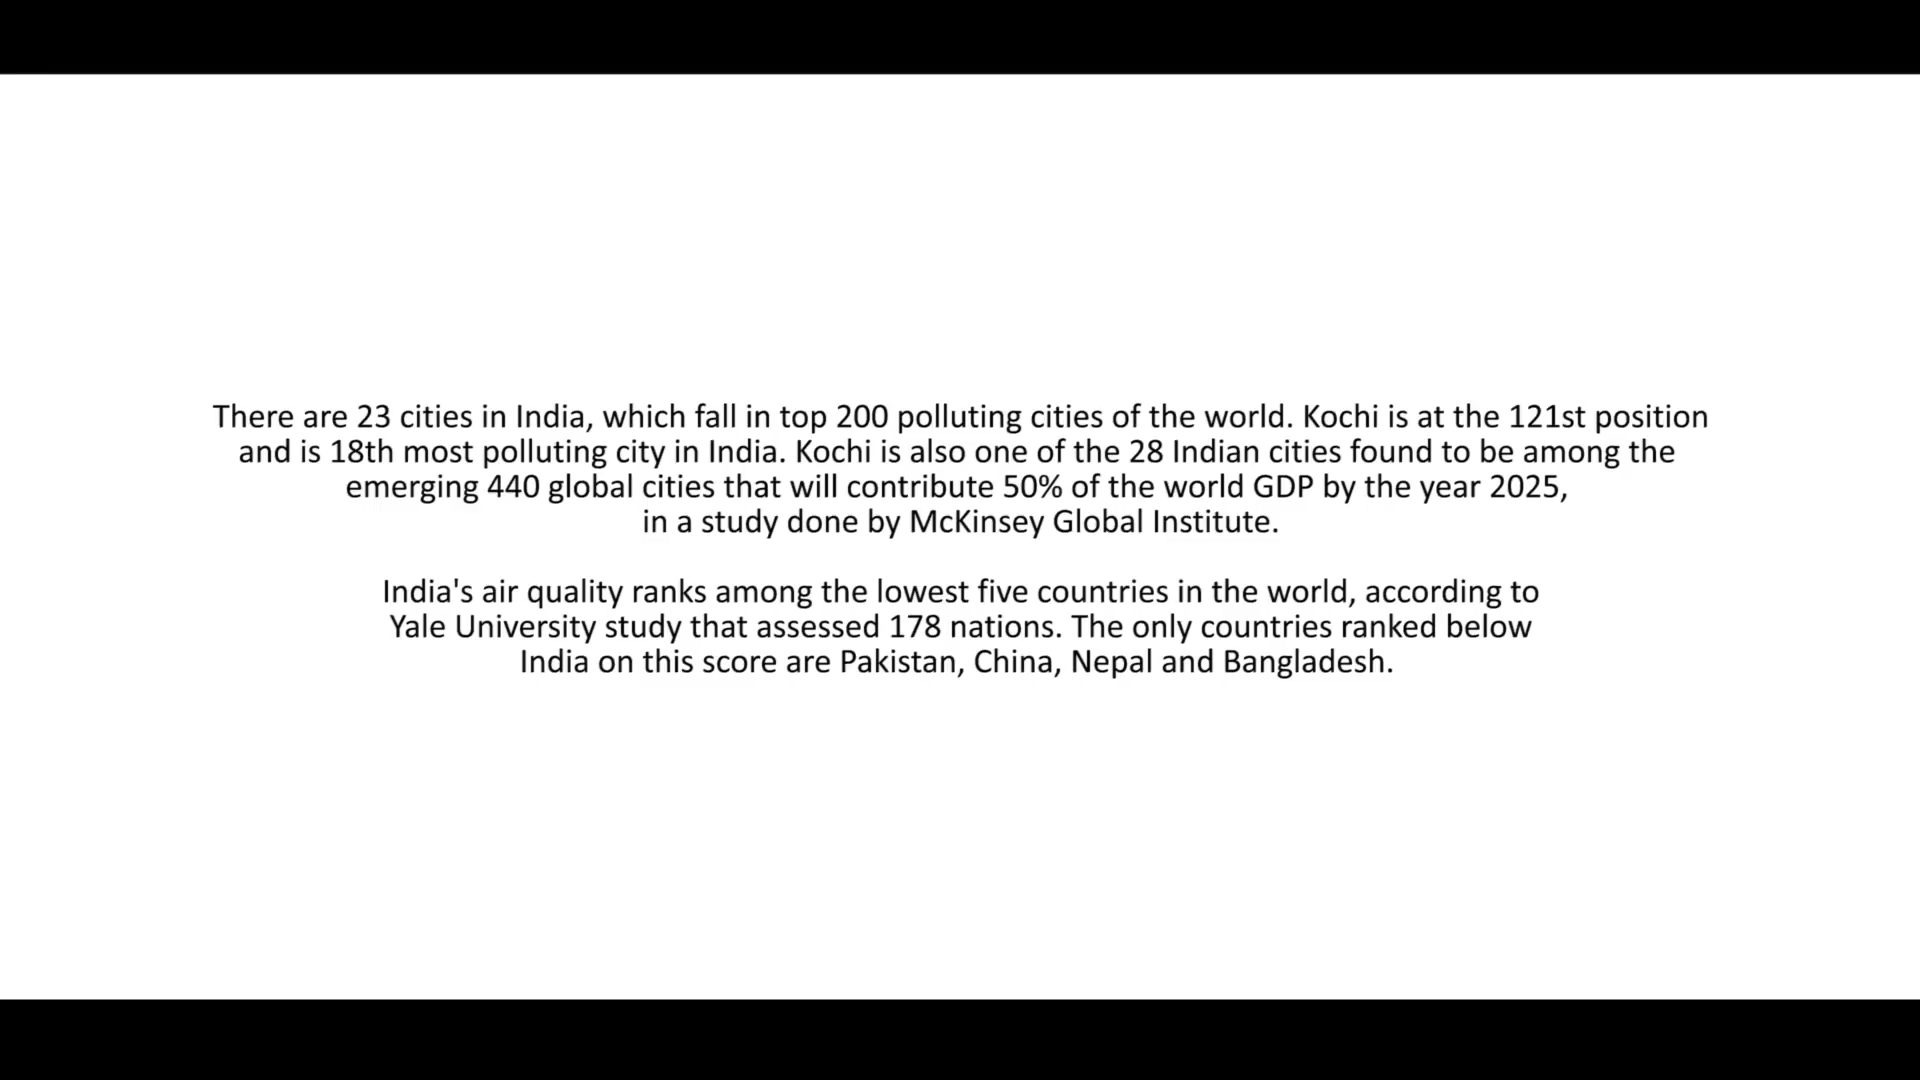 There are 23 cities in India, which fall in top 200 polluting cities of the world. Kochi is at the 121st position
and is 18th most polluting city in India. Kochi is also one of the 28 Indian cities found to be among the
emerging 440 global cities that will contribute 50% of the world GDP by the year 2025,
in a study done by McKinsey Global Institute.
India's air quality ranks among the lowest five countries in the world, according to
Yale University study that assessed 178 nations. The only countries ranked below
India on this score are Pakistan, China, Nepal and Bangladesh.